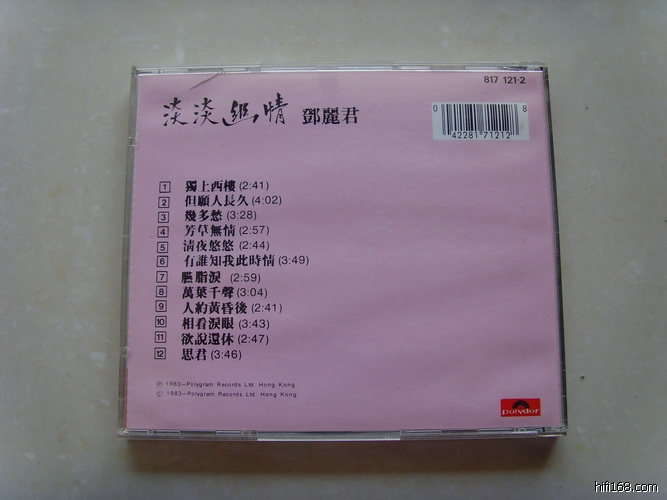 817 121-2
淡淡幽情 鄧麗君
0 42281 71212 8
1 獨上西樓 (2:41)
2 但願人長久 (4:02)
3 幾多愁 (3:28)
4 芳草無情 (2:57)
5 清夜悠悠 (2:44)
6 有誰知我此時情 (3:49)
7 臙脂淚 (2:59)
8 萬葉千聲 (3:04)
9 人約黃昏後 (2:41)
10 相看淚眼 (3:43)
11 欲說還休 (2:47)
12 思君 (3:46)
Ⓟ 1983—Polygram Records Ltd. Hong Kong
© 1983—Polygram Records Ltd. Hong Kong
polydor
hifi168.com